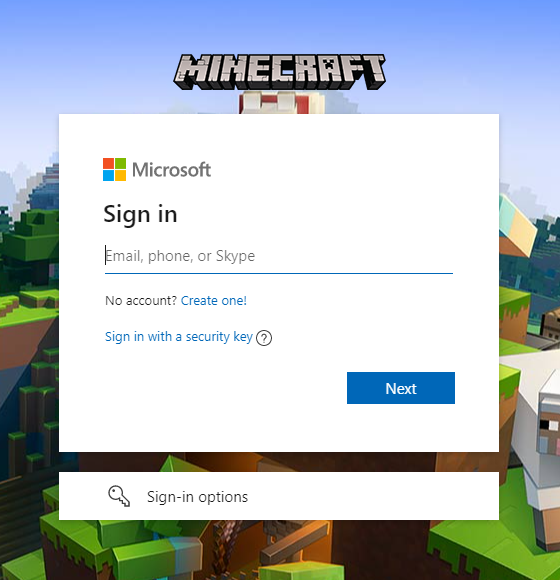 MINECRAFT
Microsoft
Sign in
Email, phone, or Skype
No account? Create one!
Sign in with a security key ?
Next
Sign-in options